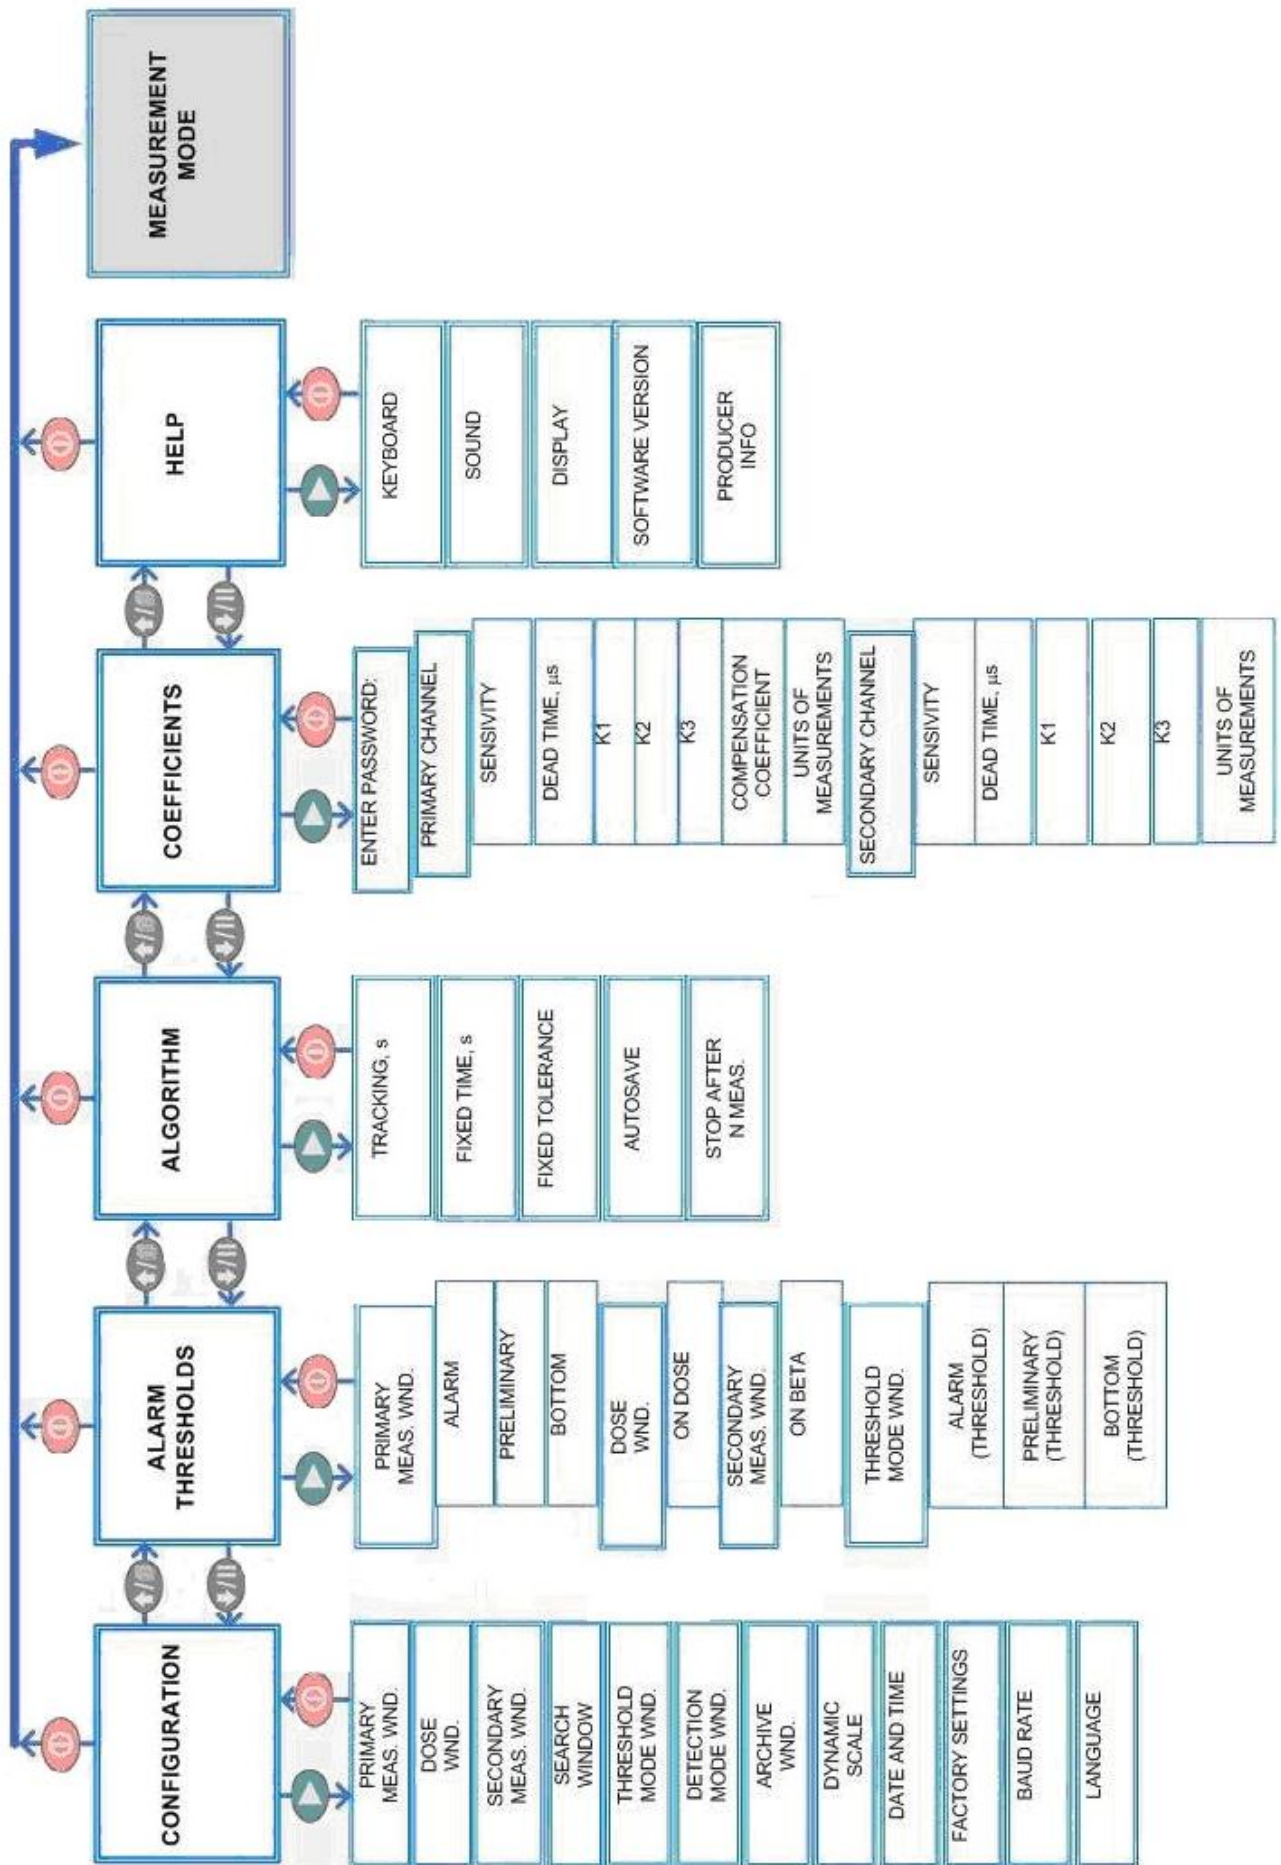 CONFIGURATION
PRIMARY
MEAS. WND.
DOSE
WND.
SECONDARY
MEAS. WND.
SEARCH
WINDOW
THRESHOLD
MODE WND.
DETECTION
MODE WND.
ARCHIVE
WND.
DYNAMIC
SCALE
DATE AND TIME
FACTORY SETTINGS
BAUD RATE
LANGUAGE
ALARM
THRESHOLDS
PRIMARY
MEAS. WND.
ALARM
PRELIMINARY
BOTTOM
DOSE
WND.
ON DOSE
SECONDARY
MEAS. WND.
ON BETA
THRESHOLD
MODE WND.
ALARM
(THRESHOLD)
PRELIMINARY
(THRESHOLD)
BOTTOM
(THRESHOLD)
ALGORITHM
TRACKING, s
FIXED TIME, s
FIXED TOLERANCE
AUTOSAVE
STOP AFTER
N MEAS.
COEFFICIENTS
ENTER PASSWORD:
PRIMARY CHANNEL
SENSIVITY
DEAD TIME, µs
K1
K2
K3
COMPENSATION
COEFFICIENT
UNITS OF
MEASUREMENTS
SECONDARY CHANNEL
SENSIVITY
DEAD TIME, µs
K1
K2
K3
UNITS OF
MEASUREMENTS
HELP
KEYBOARD
SOUND
DISPLAY
SOFTWARE VERSION
PRODUCER
INFO
MEASUREMENT
MODE